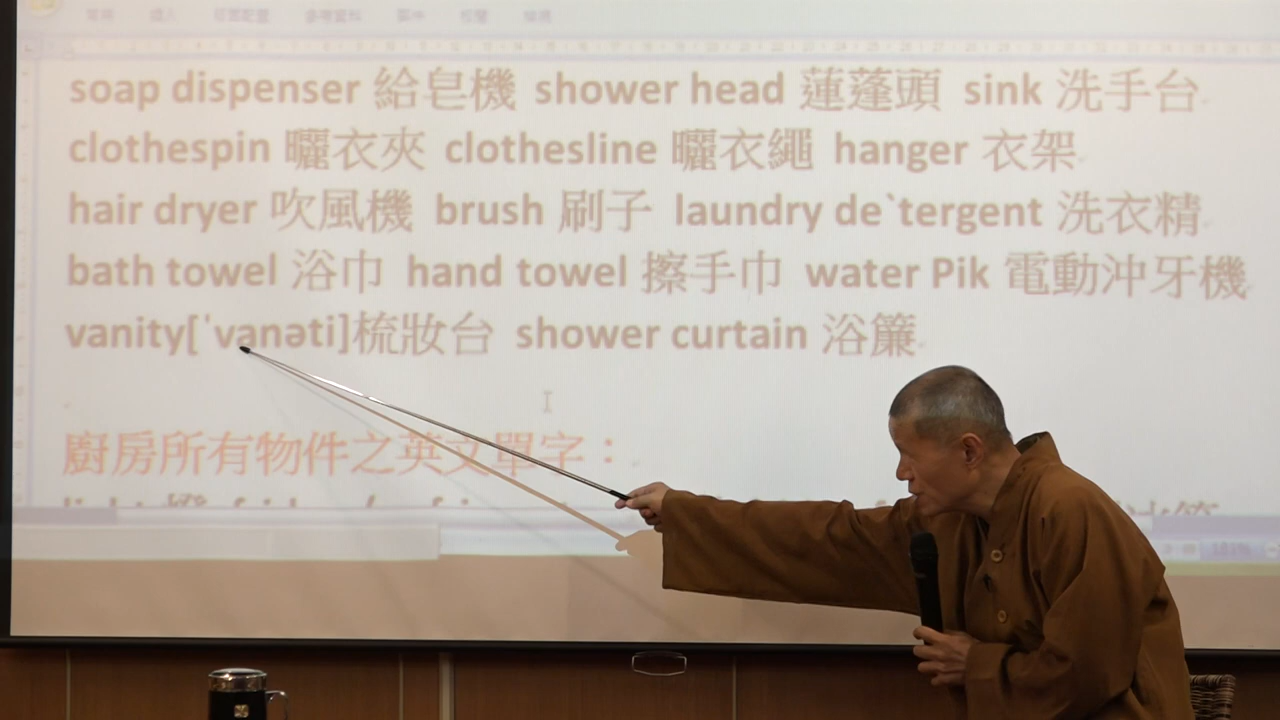 soap dispenser 給皂機 shower head 蓮蓬頭 sink 洗手台
clothespin 曬衣夾 clothesline 曬衣繩 hanger 衣架
hair dryer 吹風機 brush 刷子 laundry de`tergent 洗衣精
bath towel 浴巾 hand towel 擦手巾 water Pik 電動沖牙機
vanity[ˈvanəti]梳妝台 shower curtain 浴簾
廚房所有物件之英文單字：
181%